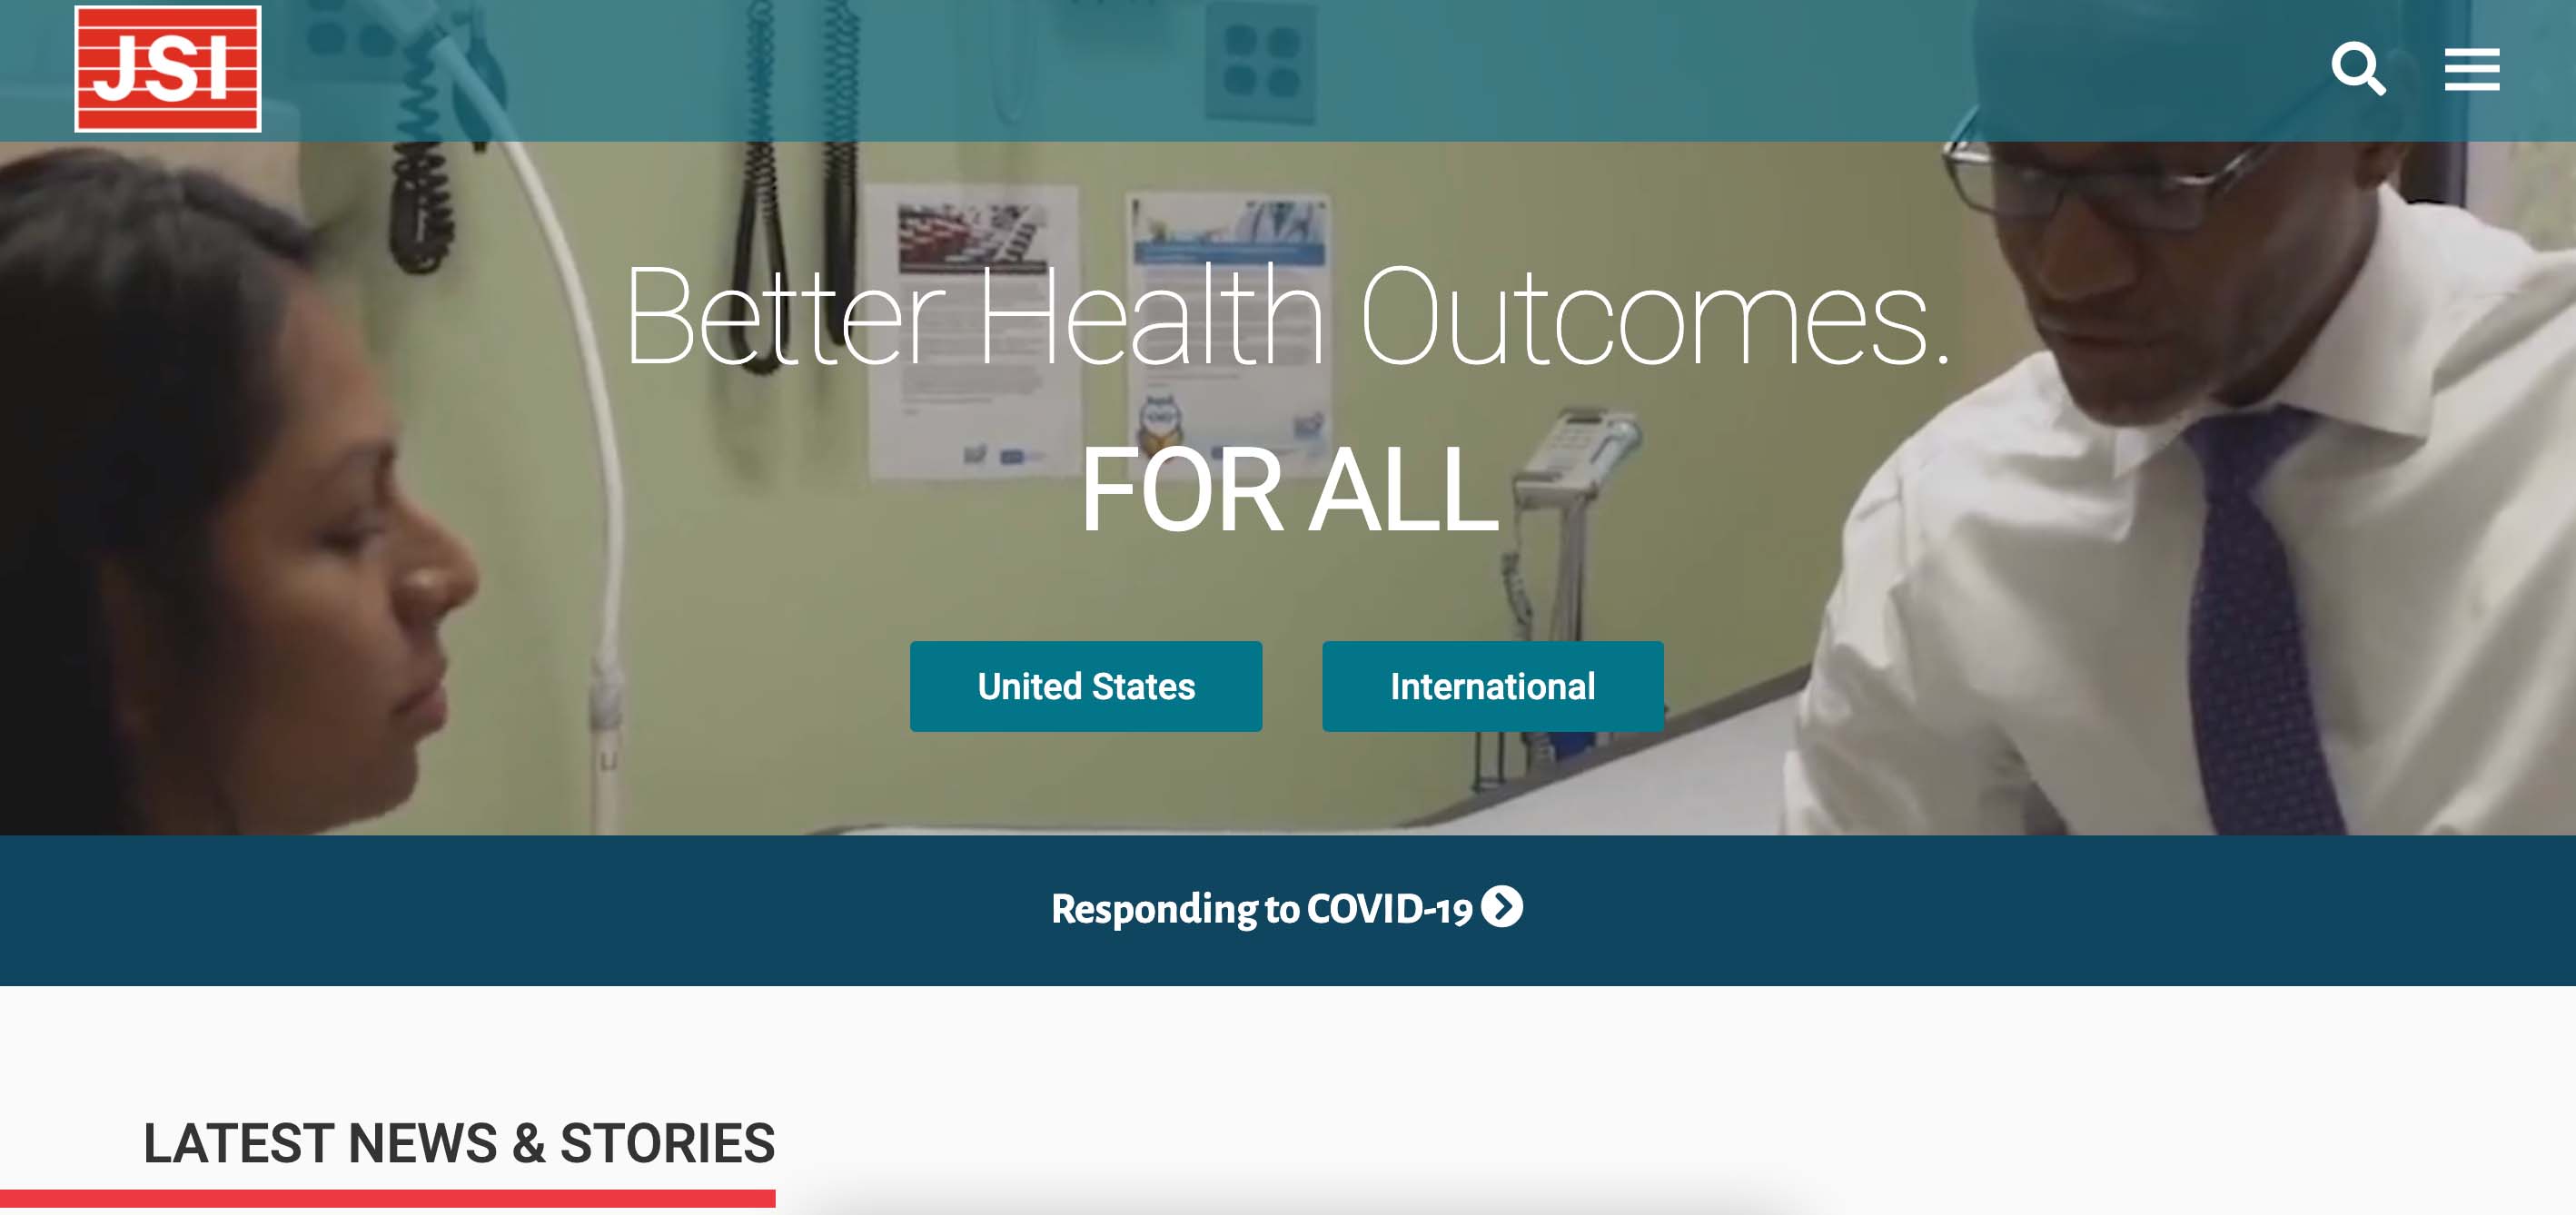 JSI
Better Health Outcomes.
FOR ALL
United States
International
Responding to COVID-19
LATEST NEWS & STORIES